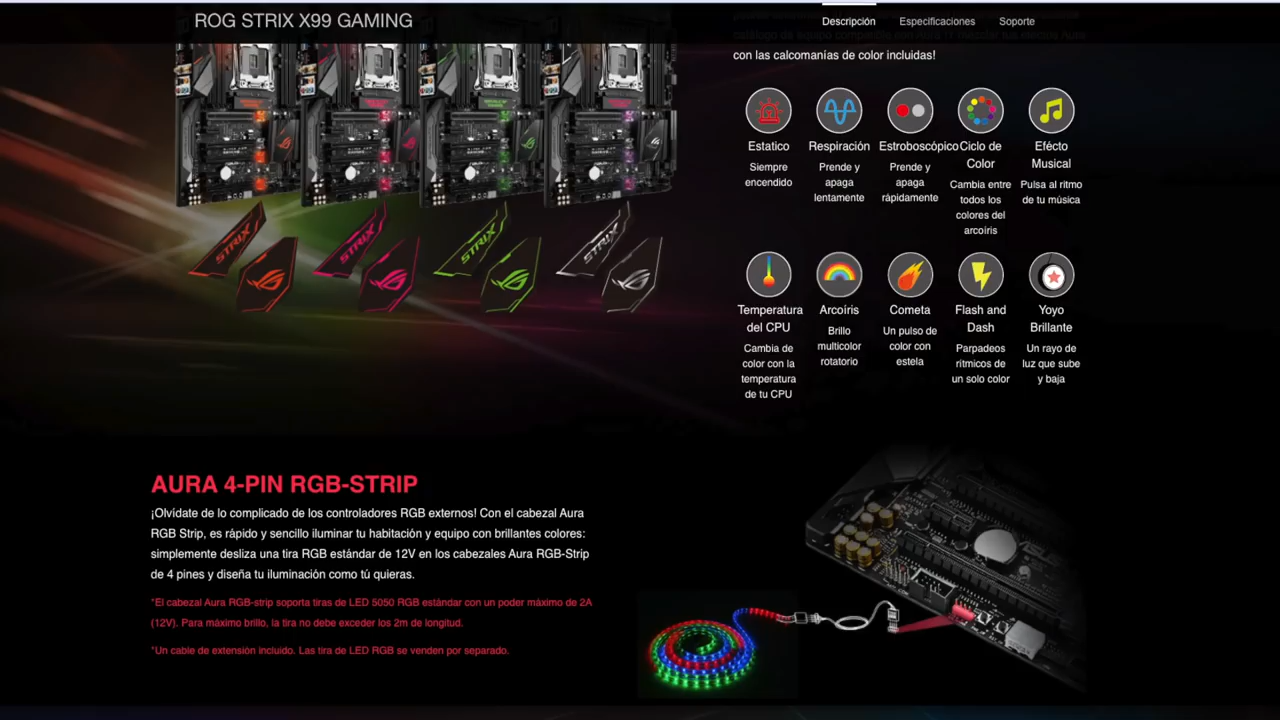 ROG STRIX X99 GAMING
Descripción
Especificaciones
Soporte
con las calcomanías de color incluidas!
Estatico
Siempre
encendido
Respiración
Prende y
apaga
lentamente
Estroboscópico
Prende y
apaga
rápidamente
Ciclo de
Color
Cambia entre
todos los
colores del
arcoíris
Efécto
Musical
Pulsa al ritmo
de tu música
Temperatura
del CPU
Cambia de
color con la
temperatura
de tu CPU
Arcoíris
Brillo
multicolor
rotatorio
Cometa
Un pulso de
color con
estela
Flash and
Dash
Parpadeos
rítmicos de
un solo color
Yoyo
Brillante
Un rayo de
luz que sube
y baja
STRIX
STRIX
STRIX
STRIX
AURA 4-PIN RGB-STRIP
¡Olvídate de lo complicado de los controladores RGB externos! Con el cabezal Aura
RGB Strip, es rápido y sencillo iluminar tu habitación y equipo con brillantes colores:
simplemente desliza una tira RGB estándar de 12V en los cabezales Aura RGB-Strip
de 4 pines y diseña tu iluminación como tú quieras.
*El cabezal Aura RGB-strip soporta tiras de LED 5050 RGB estándar con un poder máximo de 2A
(12V). Para máximo brillo, la tira no debe exceder los 2m de longitud.
*Un cable de extensión incluido. Las tira de LED RGB se venden por separado.